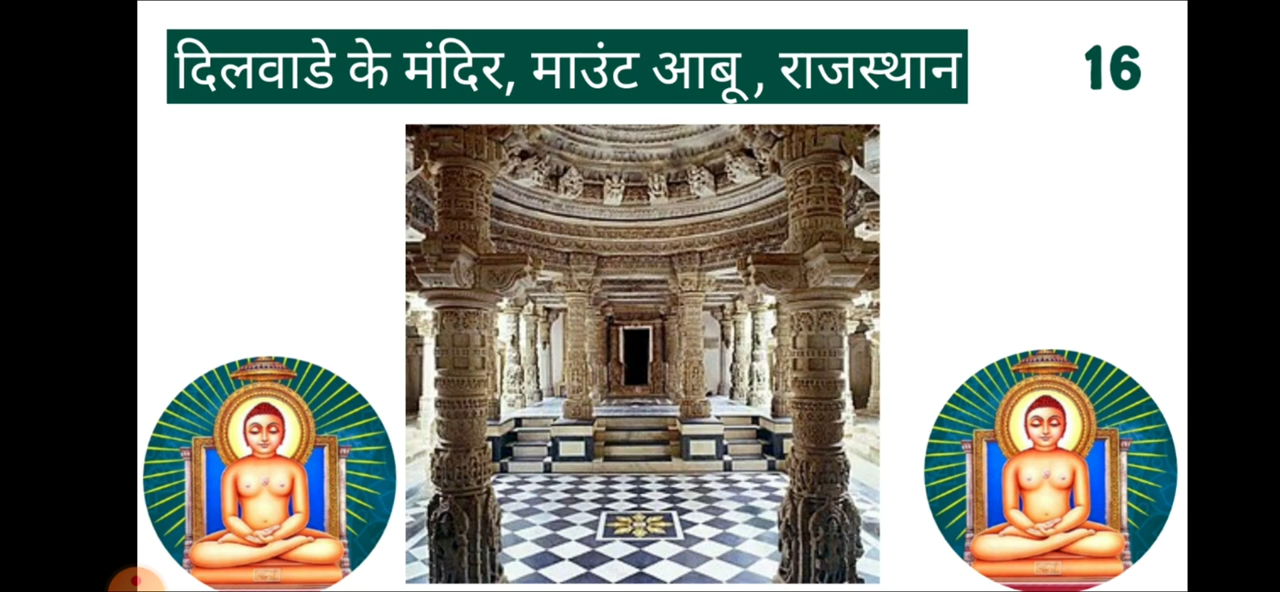 दिलवाडे के मंदिर, माउंट आबू , राजस्थान
16